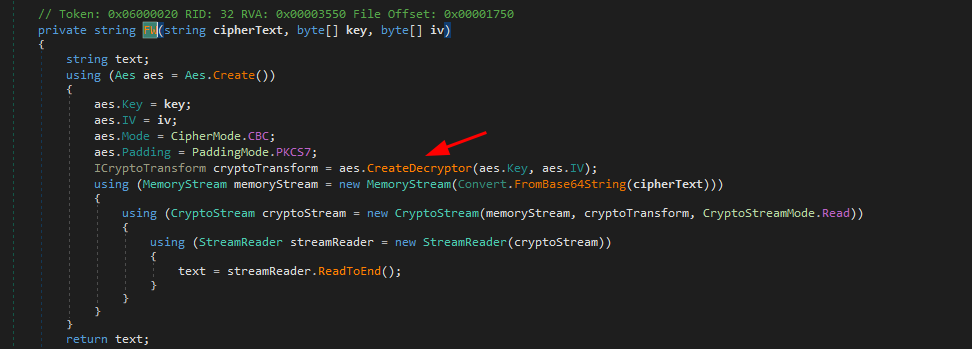 // Token: 0x06000020 RID: 32 RVA: 0x00003550 File Offset: 0x00001750
private string FW(string cipherText, byte[] key, byte[] iv)
{
string text;
using (Aes aes = Aes.Create())
{
aes.Key = key;
aes.IV = iv;
aes.Mode = CipherMode.CBC;
aes.Padding = PaddingMode.PKCS7;
ICryptoTransform cryptoTransform = aes.CreateDecryptor(aes.Key, aes.IV);
using (MemoryStream memoryStream = new MemoryStream(Convert.FromBase64String(cipherText)))
{
using (CryptoStream cryptoStream = new CryptoStream(memoryStream, cryptoTransform, CryptoStreamMode.Read))
{
using (StreamReader streamReader = new StreamReader(cryptoStream))
{
text = streamReader.ReadToEnd();
}
}
}
}
return text;